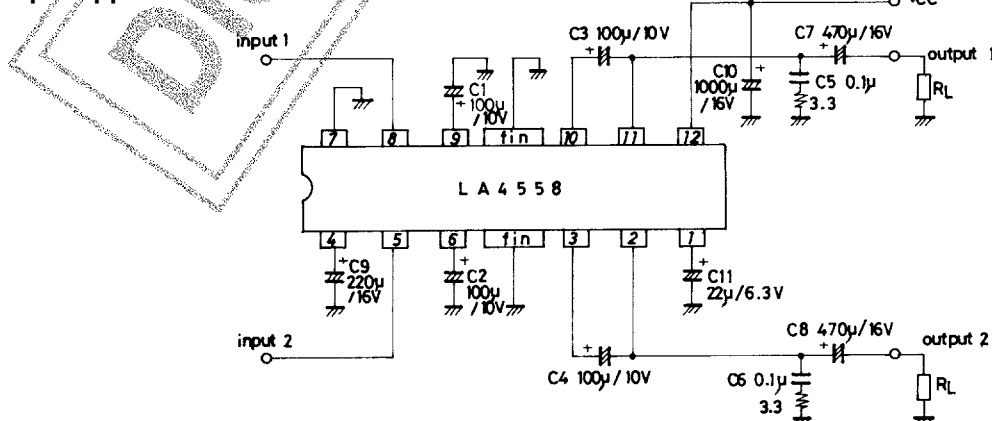 CC
C3 100µ/10V
C7 470µ/16V
input 1
output 1
C1
100µ
/10V
C10
1000µ
/16V
C5 0.1µ
3.3
RL
7 8 9 fin 10 11 12
LA4558
4 5 6 fin 3 2 1
C9
220µ
/16V
C2
100µ
/10V
C11
22µ/6.3V
input 2
C8 470µ/16V
output 2
C4 100µ/10V
C6 0.1µ
3.3
RL